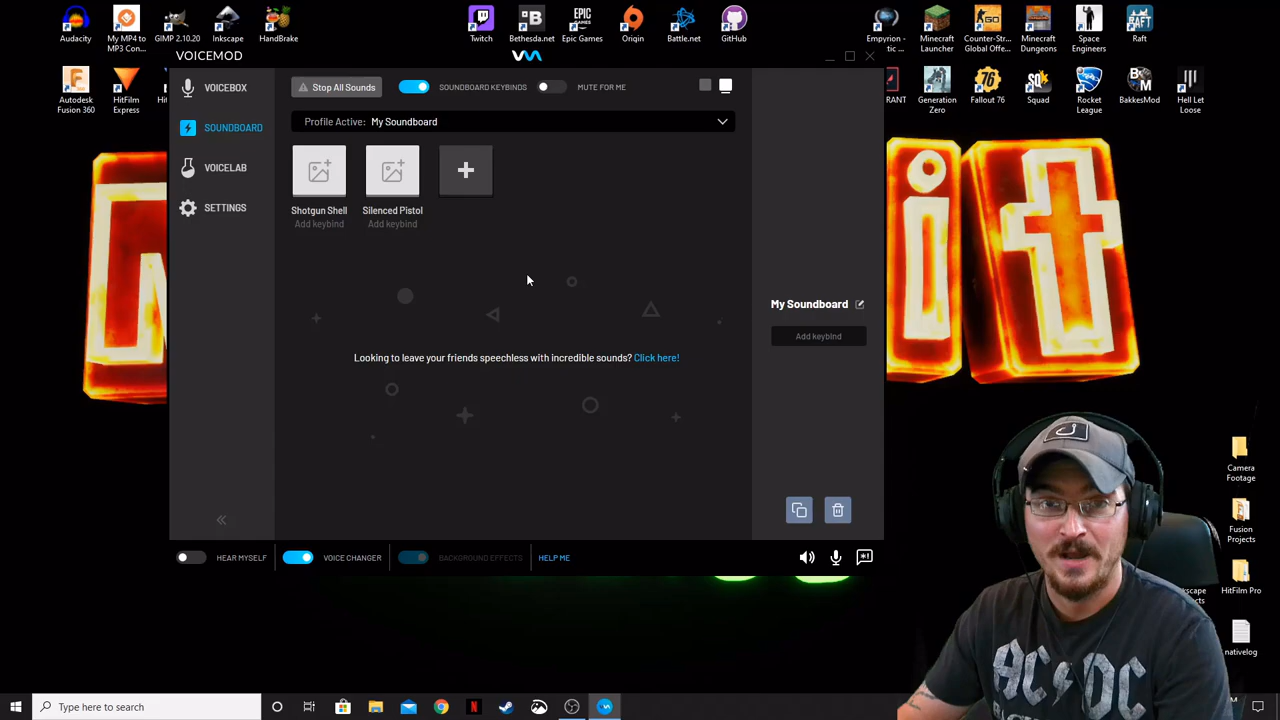 Audacity
My MP4 to
MP3 Con...
GIMP 2.10.20
Inkscape
HandBrake
Twitch
Bethesda.net
Epic
Games
Origin
Battle.net
GitHub
Empyrion -
Minecraft
Launcher
Counter-Str...
Global Offe...
Minecraft
Dungeons
Space
Engineers
Raft
Autodesk
Fusion 360
HitFilm
Express
Generation
Zero
Fallout 76
Squad
Rocket
League
BakkesMod
Hell Let
Loose
VOICEMOD
VOICEBOX
SOUNDBOARD
VOICELAB
SETTINGS
Stop All Sounds
SOUNDBOARD KEYBINDS
MUTE FOR ME
Profile Active: My Soundboard
Shotgun Shell
Add keybind
Silenced Pistol
Add keybind
Looking to leave your friends speechless with incredible sounds? Click here!
My Soundboard
Add keybind
HEAR MYSELF
VOICE CHANGER
BACKGROUND EFFECTS
HELP ME
it
AC DC
Camera
Footage
Fusion
Projects
HitFilm Pro
nativelog
Type here to search